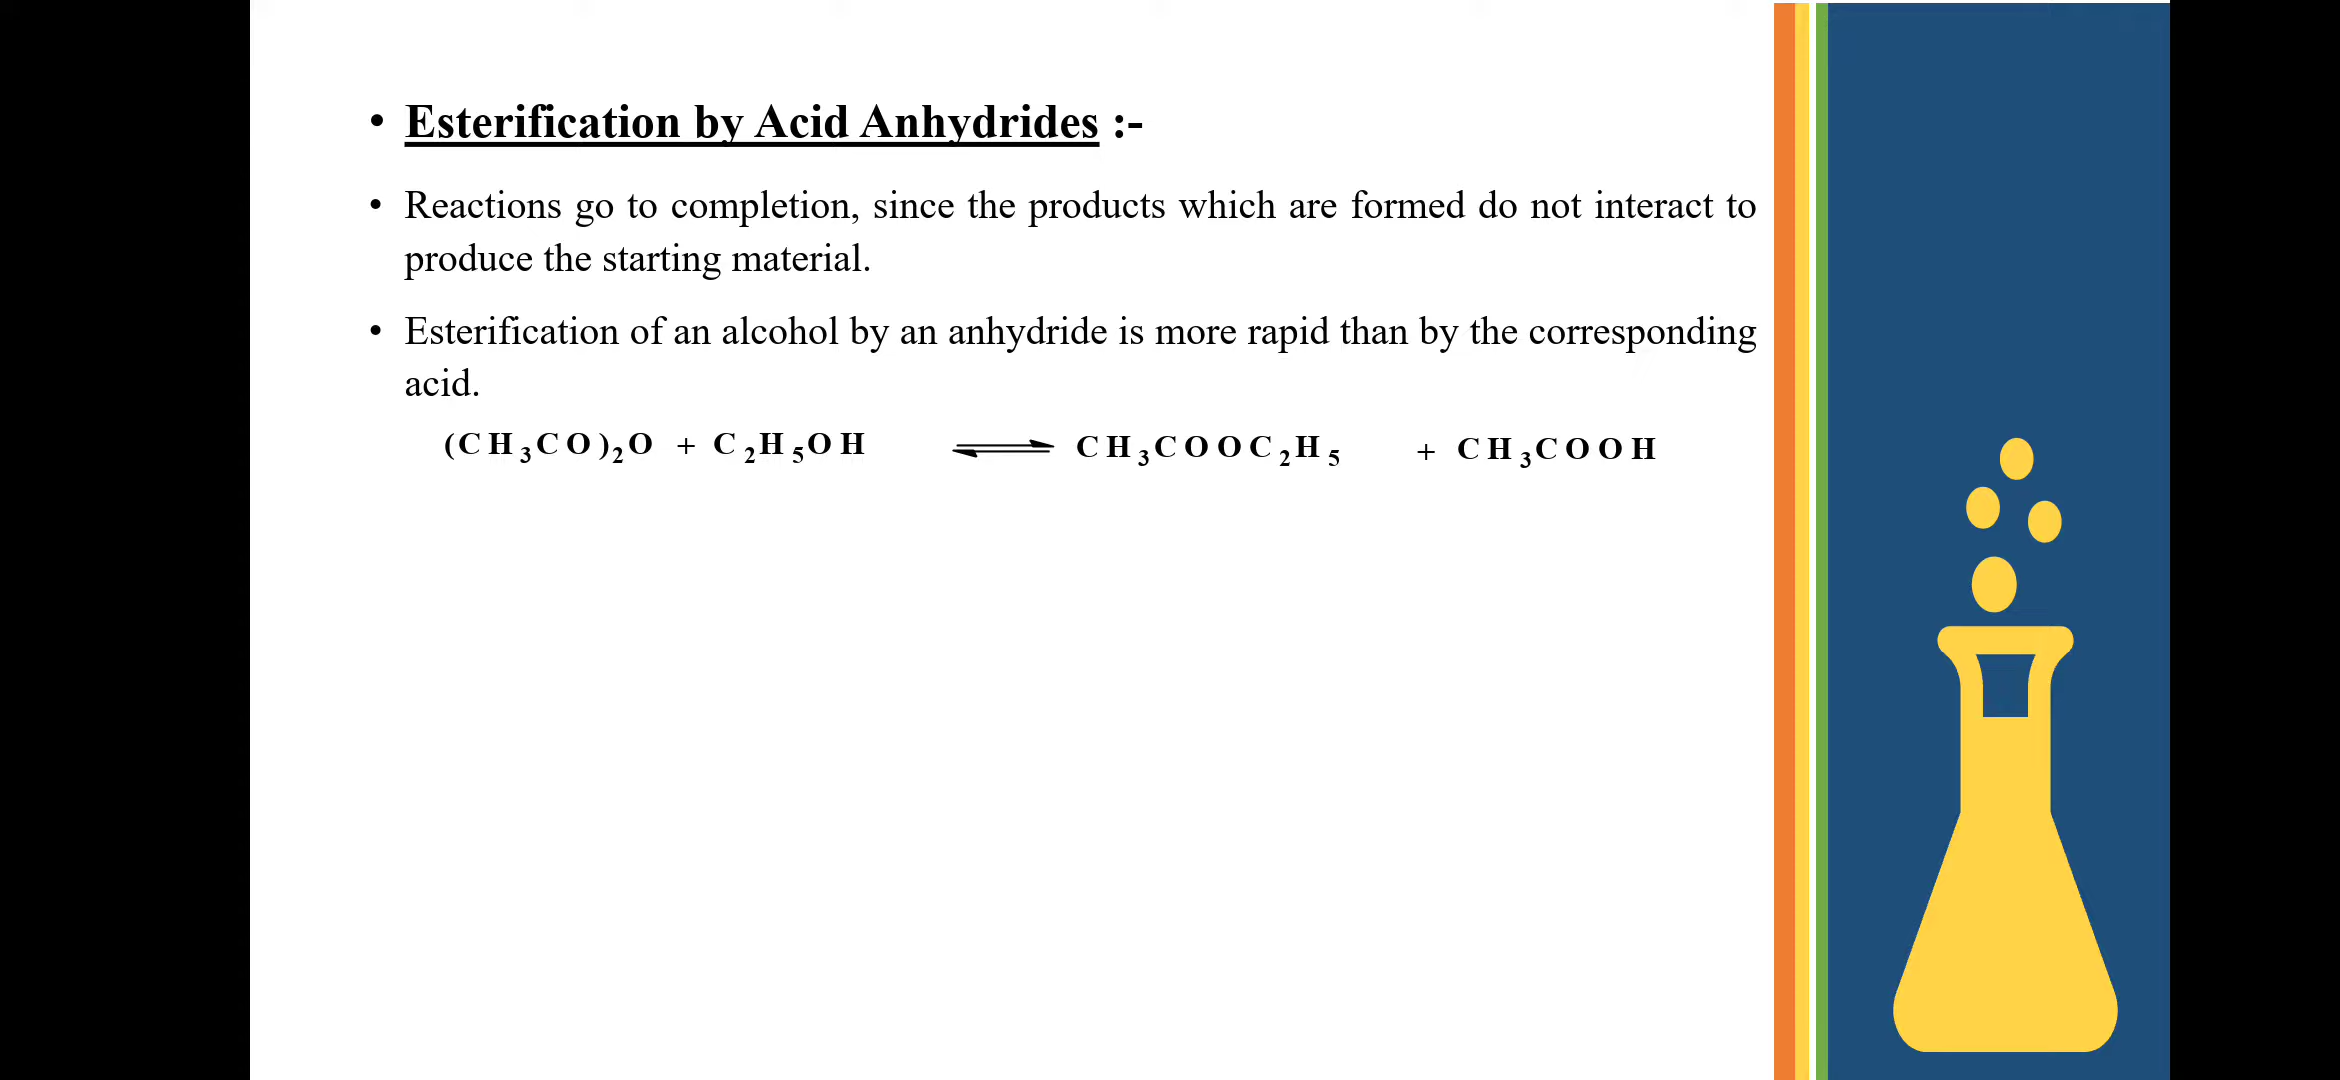 • Esterification by Acid Anhydrides :-
• Reactions go to completion, since the products which are formed do not interact to
produce the starting material.
• Esterification of an alcohol by an anhydride is more rapid than by the corresponding
acid.
(CH₃CO)₂O + C₂H₅OH ⇌ CH₃COOC₂H₅ + CH₃COOH